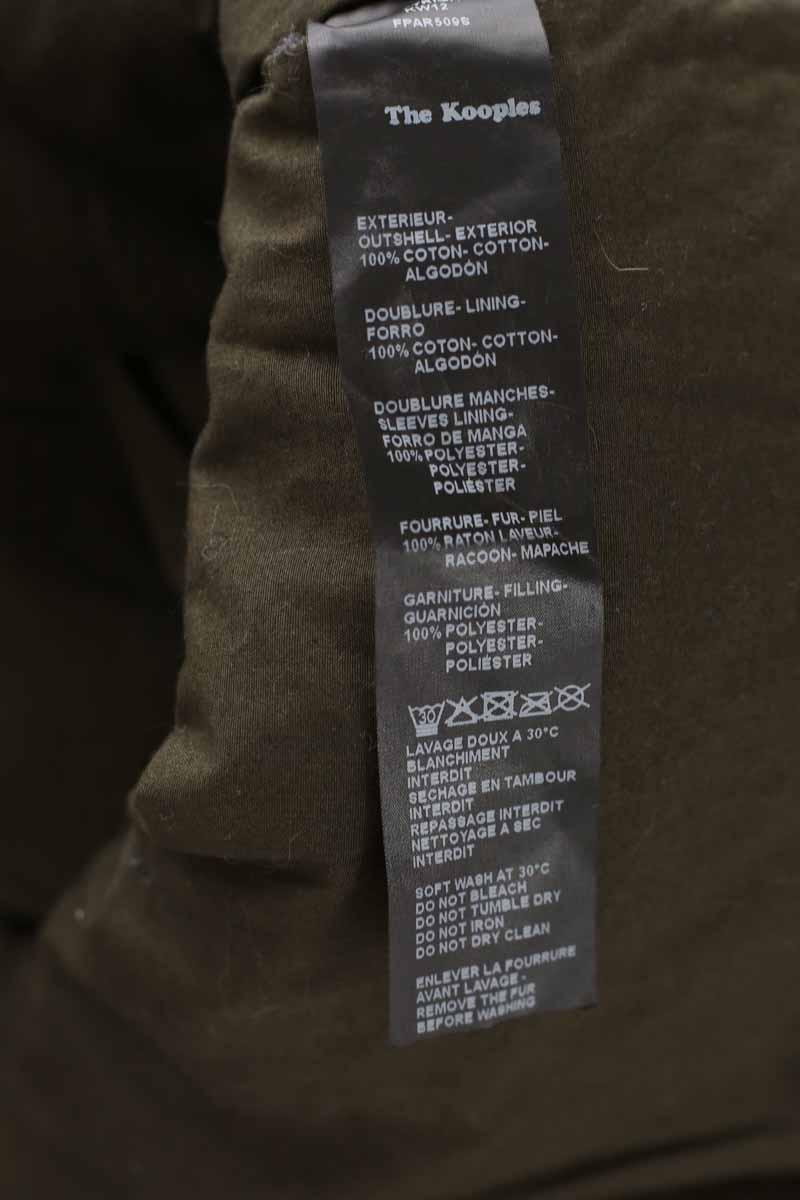 KW12
FPAR509S
The Kooples
EXTERIEUR-
OUTSHELL- EXTERIOR
100% COTON- COTTON-
ALGODÓN
DOUBLURE- LINING-
FORRO
100% COTON- COTTON-
ALGODÓN
DOUBLURE MANCHES-
SLEEVES LINING-
FORRO DE MANGA
100% POLYESTER-
POLYESTER-
POLIÉSTER
FOURRURE- FUR- PIEL
100% RATON LAVEUR-
RACOON- MAPACHE
GARNITURE- FILLING-
GUARNICIÓN
100% POLYESTER-
POLYESTER-
POLIÉSTER
30
LAVAGE DOUX A 30°C
BLANCHIMENT
INTERDIT
SECHAGE EN TAMBOUR
INTERDIT
REPASSAGE INTERDIT
NETTOYAGE A SEC
INTERDIT
SOFT WASH AT 30°C
DO NOT BLEACH
DO NOT TUMBLE DRY
DO NOT IRON
DO NOT DRY CLEAN
ENLEVER LA FOURRURE
AVANT LAVAGE -
REMOVE THE FUR
BEFORE WASHING